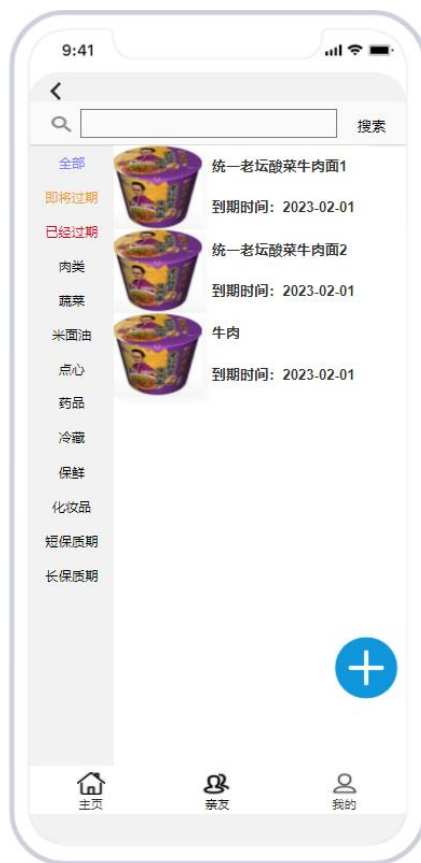 9:41
搜索
全部
即将过期
已经过期
肉类
蔬菜
米面油
点心
药品
冷藏
保鲜
化妆品
短保质期
长保质期
统一老坛酸菜牛肉面1
到期时间：2023-02-01
统一老坛酸菜牛肉面2
到期时间：2023-02-01
牛肉
到期时间：2023-02-01
主页
亲友
我的